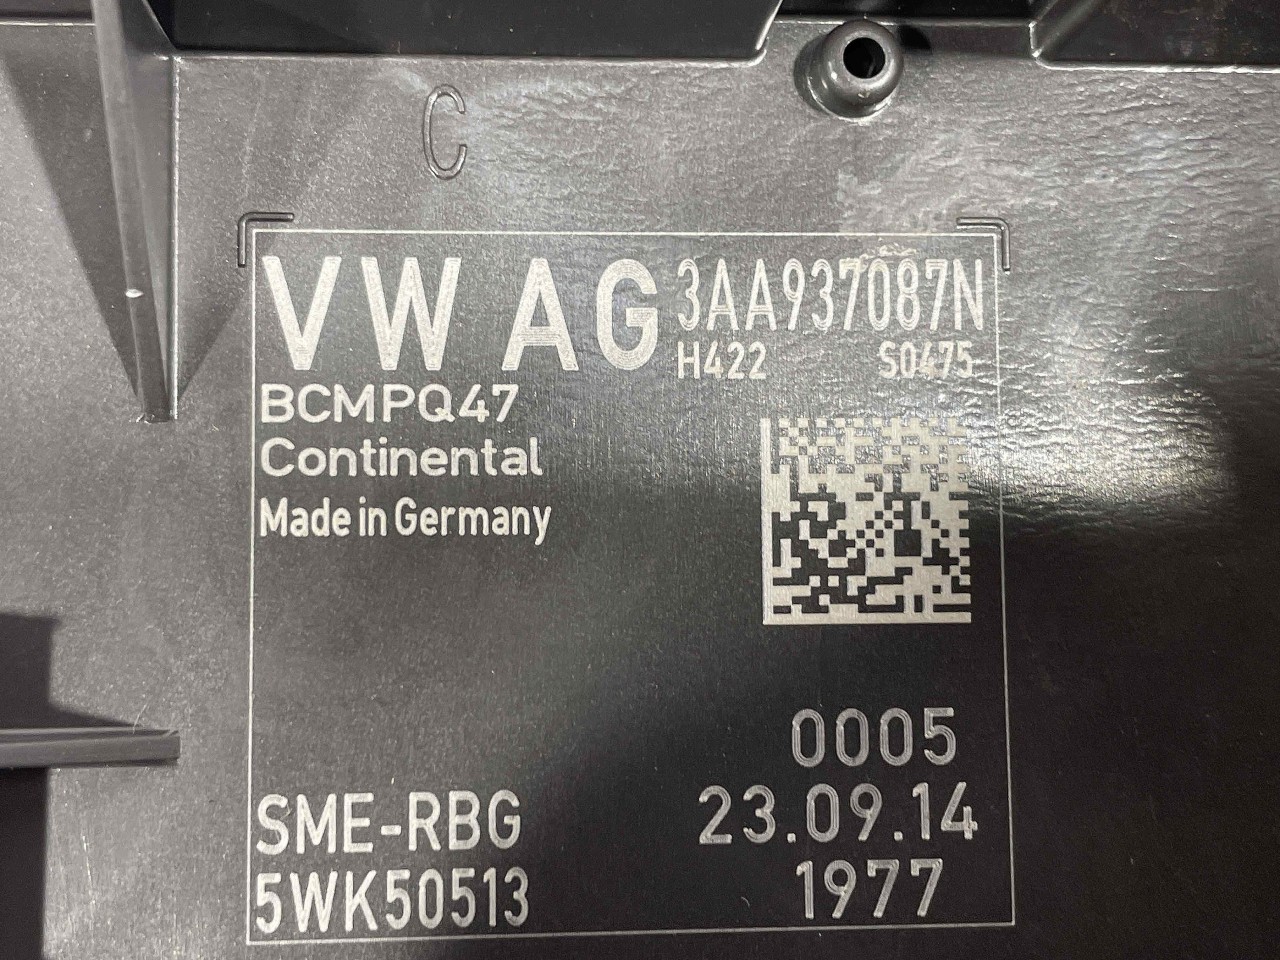 C
VW AG 3AA937087N
H422 S0475
BCMPQ47
Continental
Made in Germany
0005
SME-RBG 23.09.14
5WK50513 1977